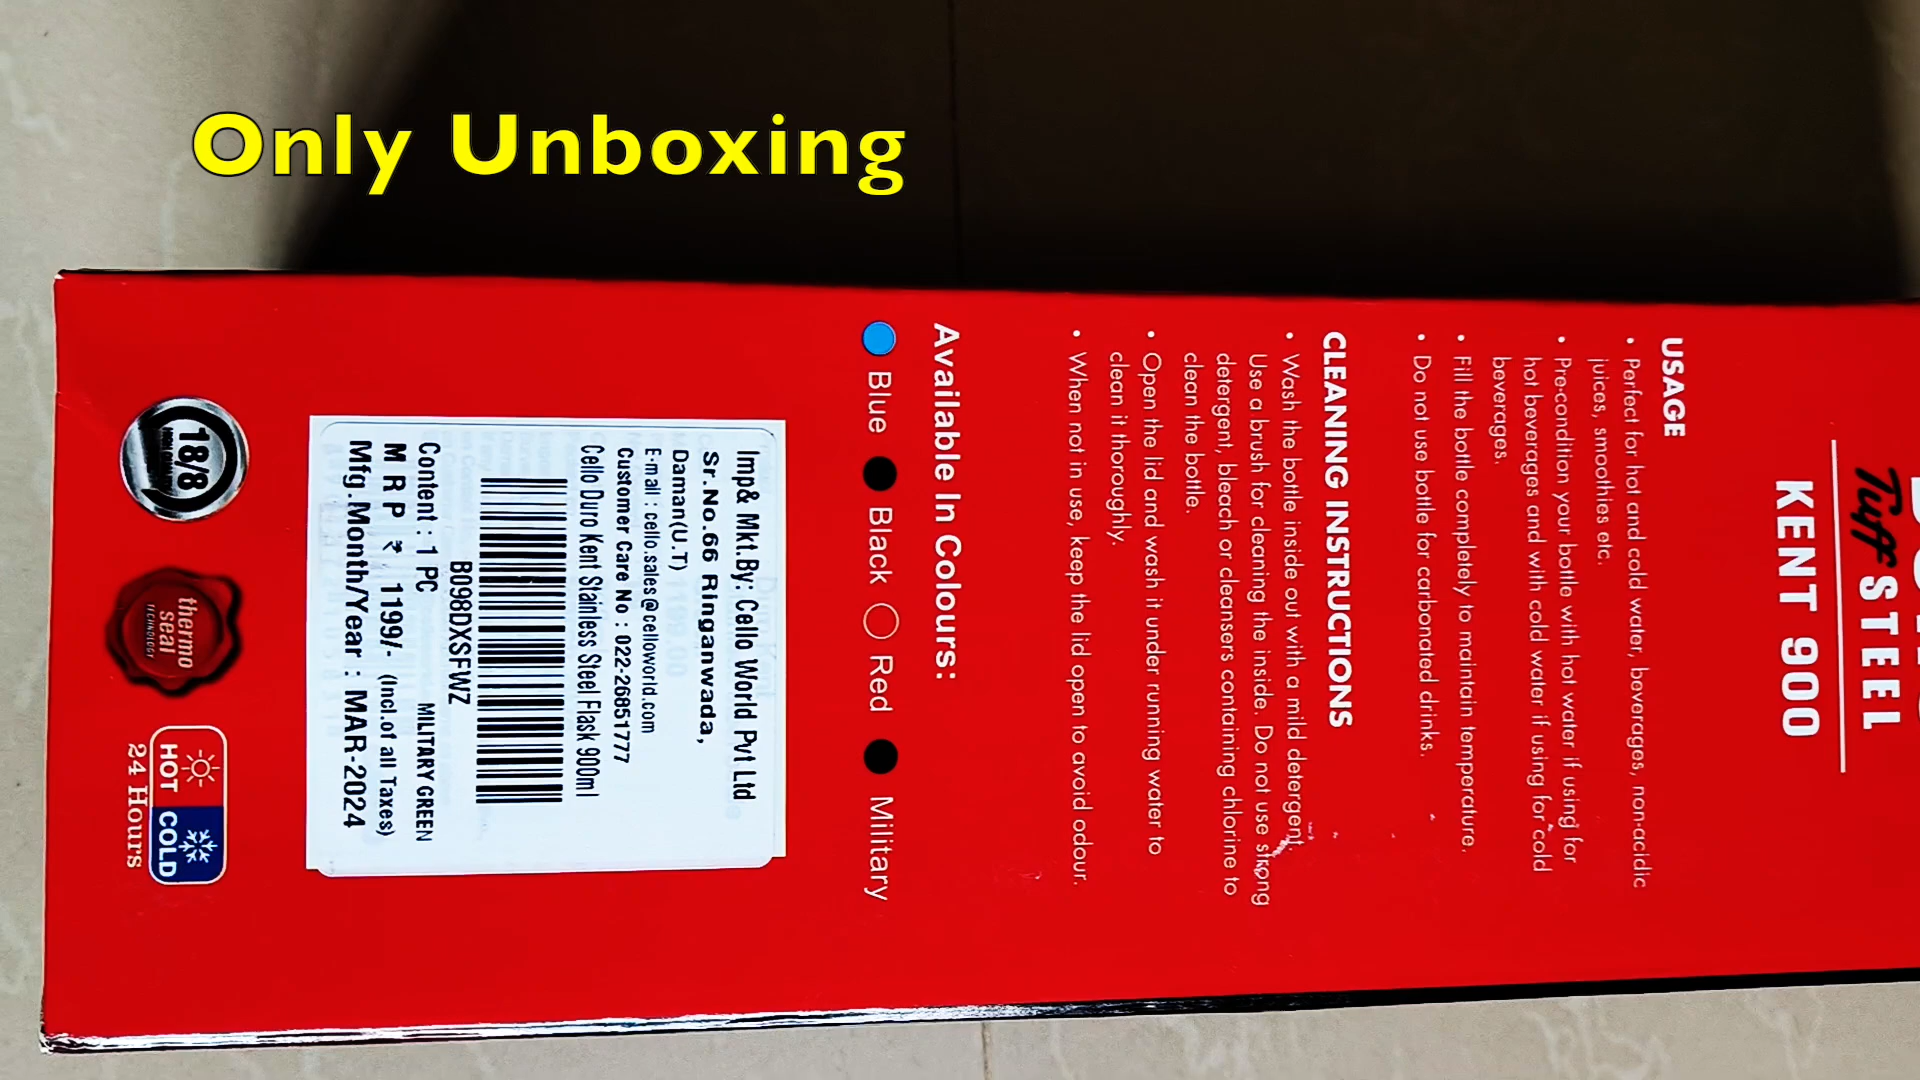 Only Unboxing
Tuff STEEL
KENT 900
USAGE
• Perfect for hot and cold water, beverages, non-acidic
juices, smoothies etc.
• Pre-condition your bottle with hot water if using for
hot beverages and with cold water if using for cold
beverages.
• Fill the bottle completely to maintain temperature.
• Do not use bottle for carbonated drinks.
CLEANING INSTRUCTIONS
• Wash the bottle inside out with a mild detergent.
Use a brush for cleaning the inside. Do not use strong
detergent, bleach or cleansers containing chlorine to
clean the bottle.
• Open the lid and wash it under running water to
clean it thoroughly.
• When not in use, keep the lid open to avoid odour.
Available In Colours:
Blue Black Red Military
Imp& Mkt.By: Cello World Pvt Ltd
Sr.No.66 Ringanwada,
Daman(U.T)
E-mail : cello.sales@celloworld.com
Customer Care No : 022-26851777
Cello Duro Kent Stainless Steel Flask 900ml
B098DXSFWZ
Content : 1 PC MILITARY GREEN
M R P ₹ 1199/- (Incl.of all Taxes)
Mfg.Month/Year : MAR-2024
18/8
thermo
seal
TECHNOLOGY
HOT COLD
24 Hours